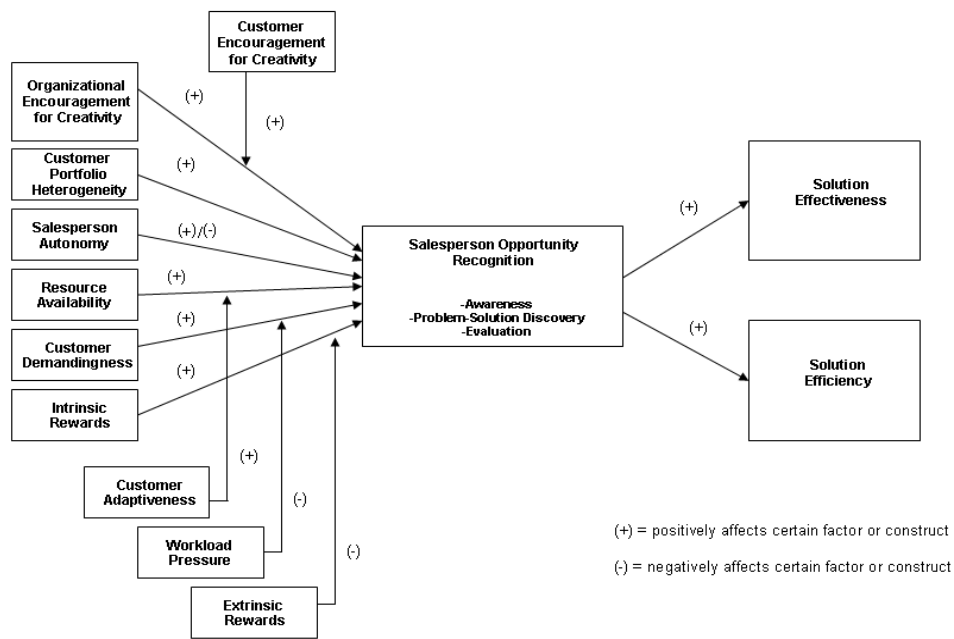 Customer
Encouragement
for Creativity
Organizational
Encouragement
for Creativity
(+)
(+)
Customer
Portfolio
Heterogeneity
(+)
Salesperson
Autonomy
(+)/(-)
Resource
Availability
(+)
Customer
Demandingness
(+)
Intrinsic
Rewards
(+)
Salesperson Opportunity
Recognition
-Awareness
-Problem-Solution Discovery
-Evaluation
(+)
Solution
Effectiveness
(+)
Solution
Efficiency
Customer
Adaptiveness
(+)
Workload
Pressure
(-)
Extrinsic
Rewards
(-)
(+) = positively affects certain factor or construct
(-) = negatively affects certain factor or construct